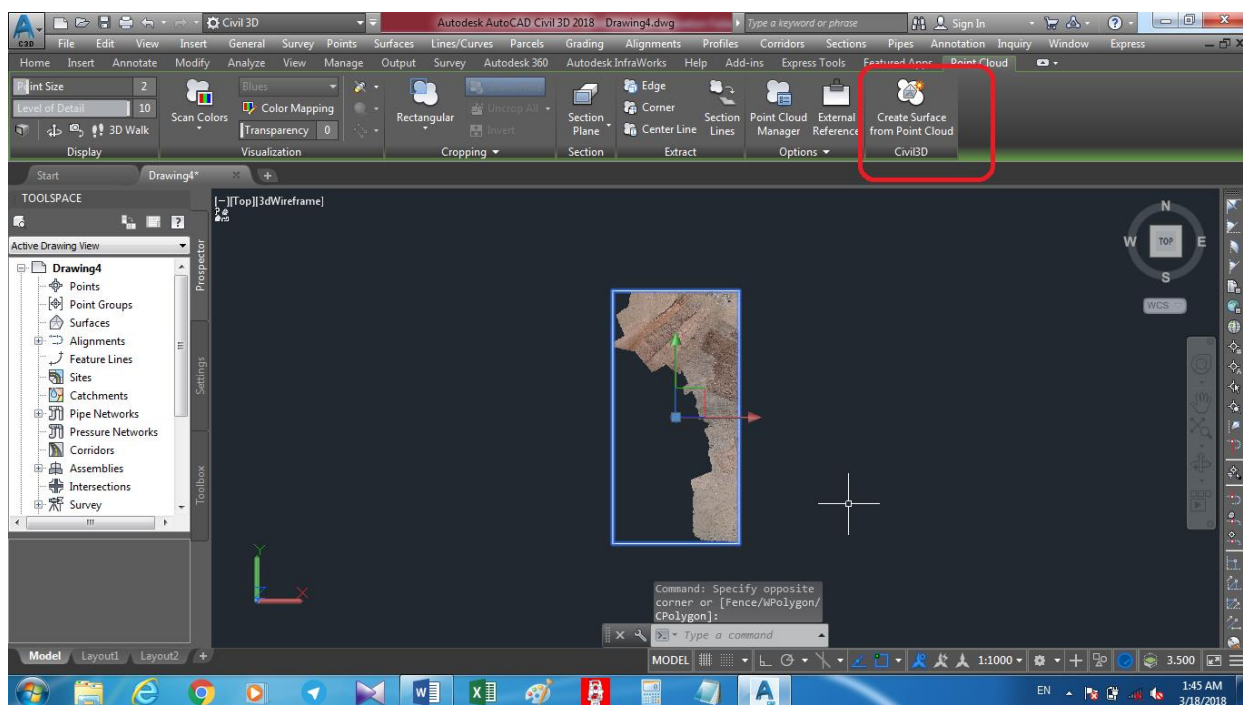 Civil 3D
Autodesk AutoCAD Civil 3D 2018 Drawing4.dwg
Type a keyword or phrase
Sign In
C3D
File Edit View Insert General Survey Points Surfaces Lines/Curves Parcels Grading Alignments Profiles Corridors Sections Pipes Annotation Inquiry Window Express
Home Insert Annotate Modify Analyze View Manage Output Survey Autodesk 360 Autodesk InfraWorks Help Add-ins Express Tools Featured Apps Point Cloud
Point Size 2
Level of Detail 10
3D Walk
Display
Scan Colors
Blues
Color Mapping
Transparency 0
Visualization
Rectangular
Uncrop All
Invert
Cropping
Section Plane
Section
Edge
Corner
Center Line
Section Lines
Extract
Point Cloud Manager
External Reference
Options
Create Surface from Point Cloud
Civil3D
Start
Drawing4*
TOOLSPACE
Active Drawing View
Drawing4
Points
Point Groups
Surfaces
Alignments
Feature Lines
Sites
Catchments
Pipe Networks
Pressure Networks
Corridors
Assemblies
Intersections
Survey
Prospector
Settings
Toolbox
[−][Top][3dWireframe]
N
W TOP E
S
WCS
Y
Z X
Command: Specify opposite
corner or [Fence/WPolygon/
CPolygon]:
Type a command
Model Layout1 Layout2 +
MODEL
1:1000
3.500
EN
1:45 AM
3/18/2018